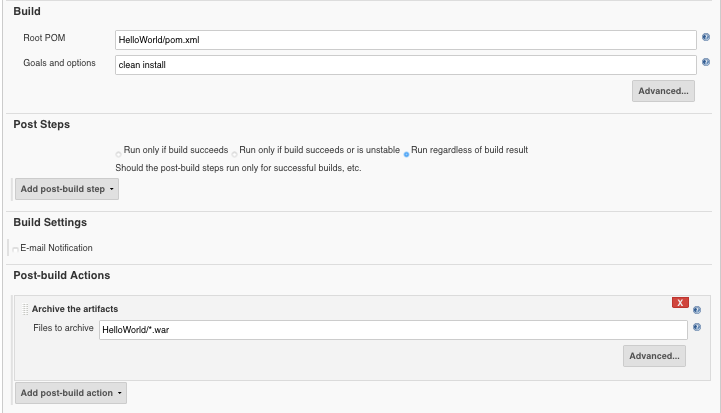 Build
Root POM HelloWorld/pom.xml
Goals and options clean install
Advanced...
Post Steps
Run only if build succeeds Run only if build succeeds or is unstable Run regardless of build result
Should the post-build steps run only for successful builds, etc.
Add post-build step
Build Settings
E-mail Notification
Post-build Actions
X
Archive the artifacts
Files to archive HelloWorld/*.war
Advanced...
Add post-build action